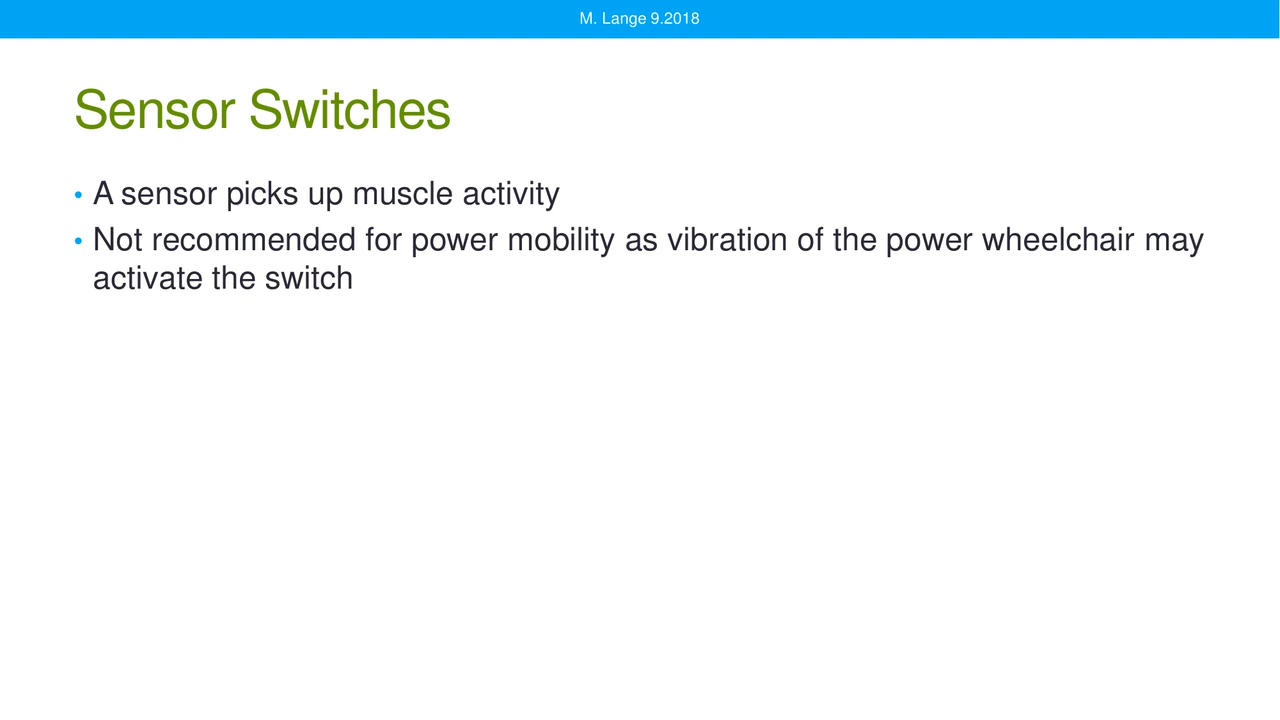 M. Lange 9.2018
Sensor Switches
• A sensor picks up muscle activity
• Not recommended for power mobility as vibration of the power wheelchair may
activate the switch